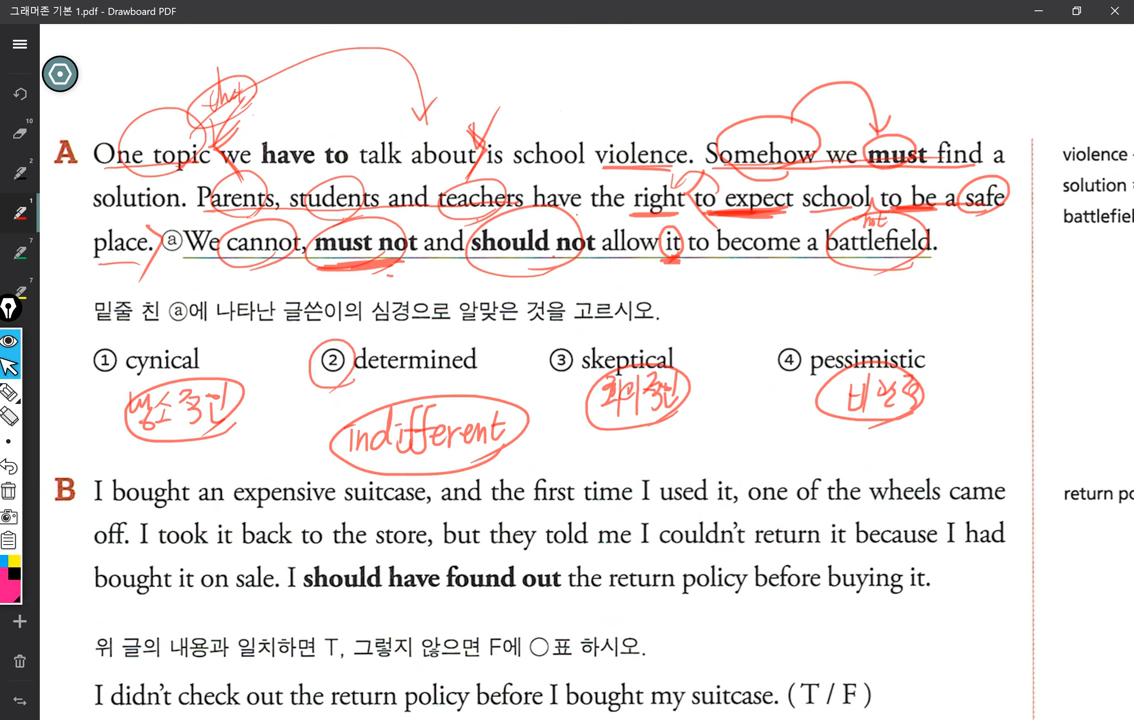 그래머존 기본 1.pdf - Drawboard PDF
that
A One topic we have to talk about is school violence. Somehow we must find a
solution. Parents, students and teachers have the right to expect school to be a safe
not
place. ⓐWe cannot, must not and should not allow it to become a battlefield.
밑줄 친 ⓐ에 나타난 글쓴이의 심경으로 알맞은 것을 고르시오.
① cynical ② determined ③ skeptical ④ pessimistic
냉소적인 indifferent 회의적인 비관적
B I bought an expensive suitcase, and the first time I used it, one of the wheels came
off. I took it back to the store, but they told me I couldn't return it because I had
bought it on sale. I should have found out the return policy before buying it.
위 글의 내용과 일치하면 T, 그렇지 않으면 F에 ○표 하시오.
I didn't check out the return policy before I bought my suitcase. ( T / F )
violence
solution
battlefiel
return po
10
2
1
7
7